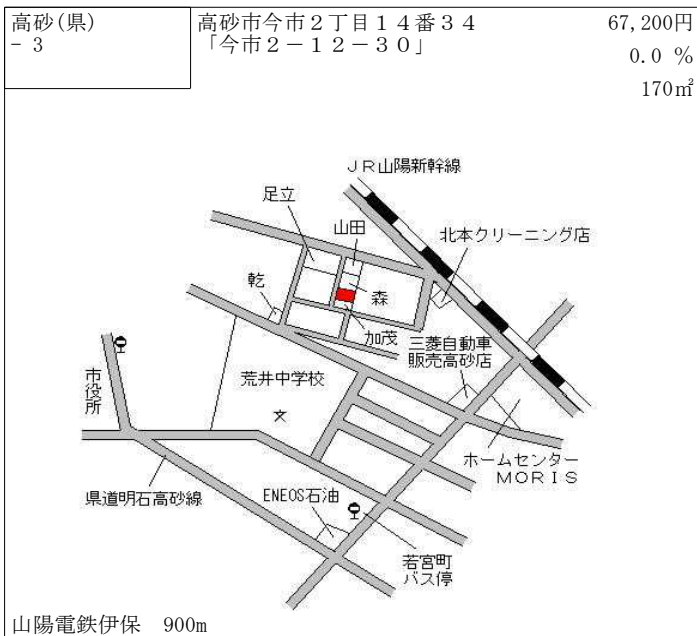 高砂(県)
- 3
高砂市今市２丁目１４番３４
「今市２－１２－３０」
67,200円
0.0 %
170㎡
ＪＲ山陽新幹線
足立
山田
北本クリーニング店
乾
森
加茂
三菱自動車
販売高砂店
市役所
荒井中学校
文
ホームセンター
ＭＯＲＩＳ
県道明石高砂線
ENEOS石油
若宮町
バス停
山陽電鉄伊保　900m